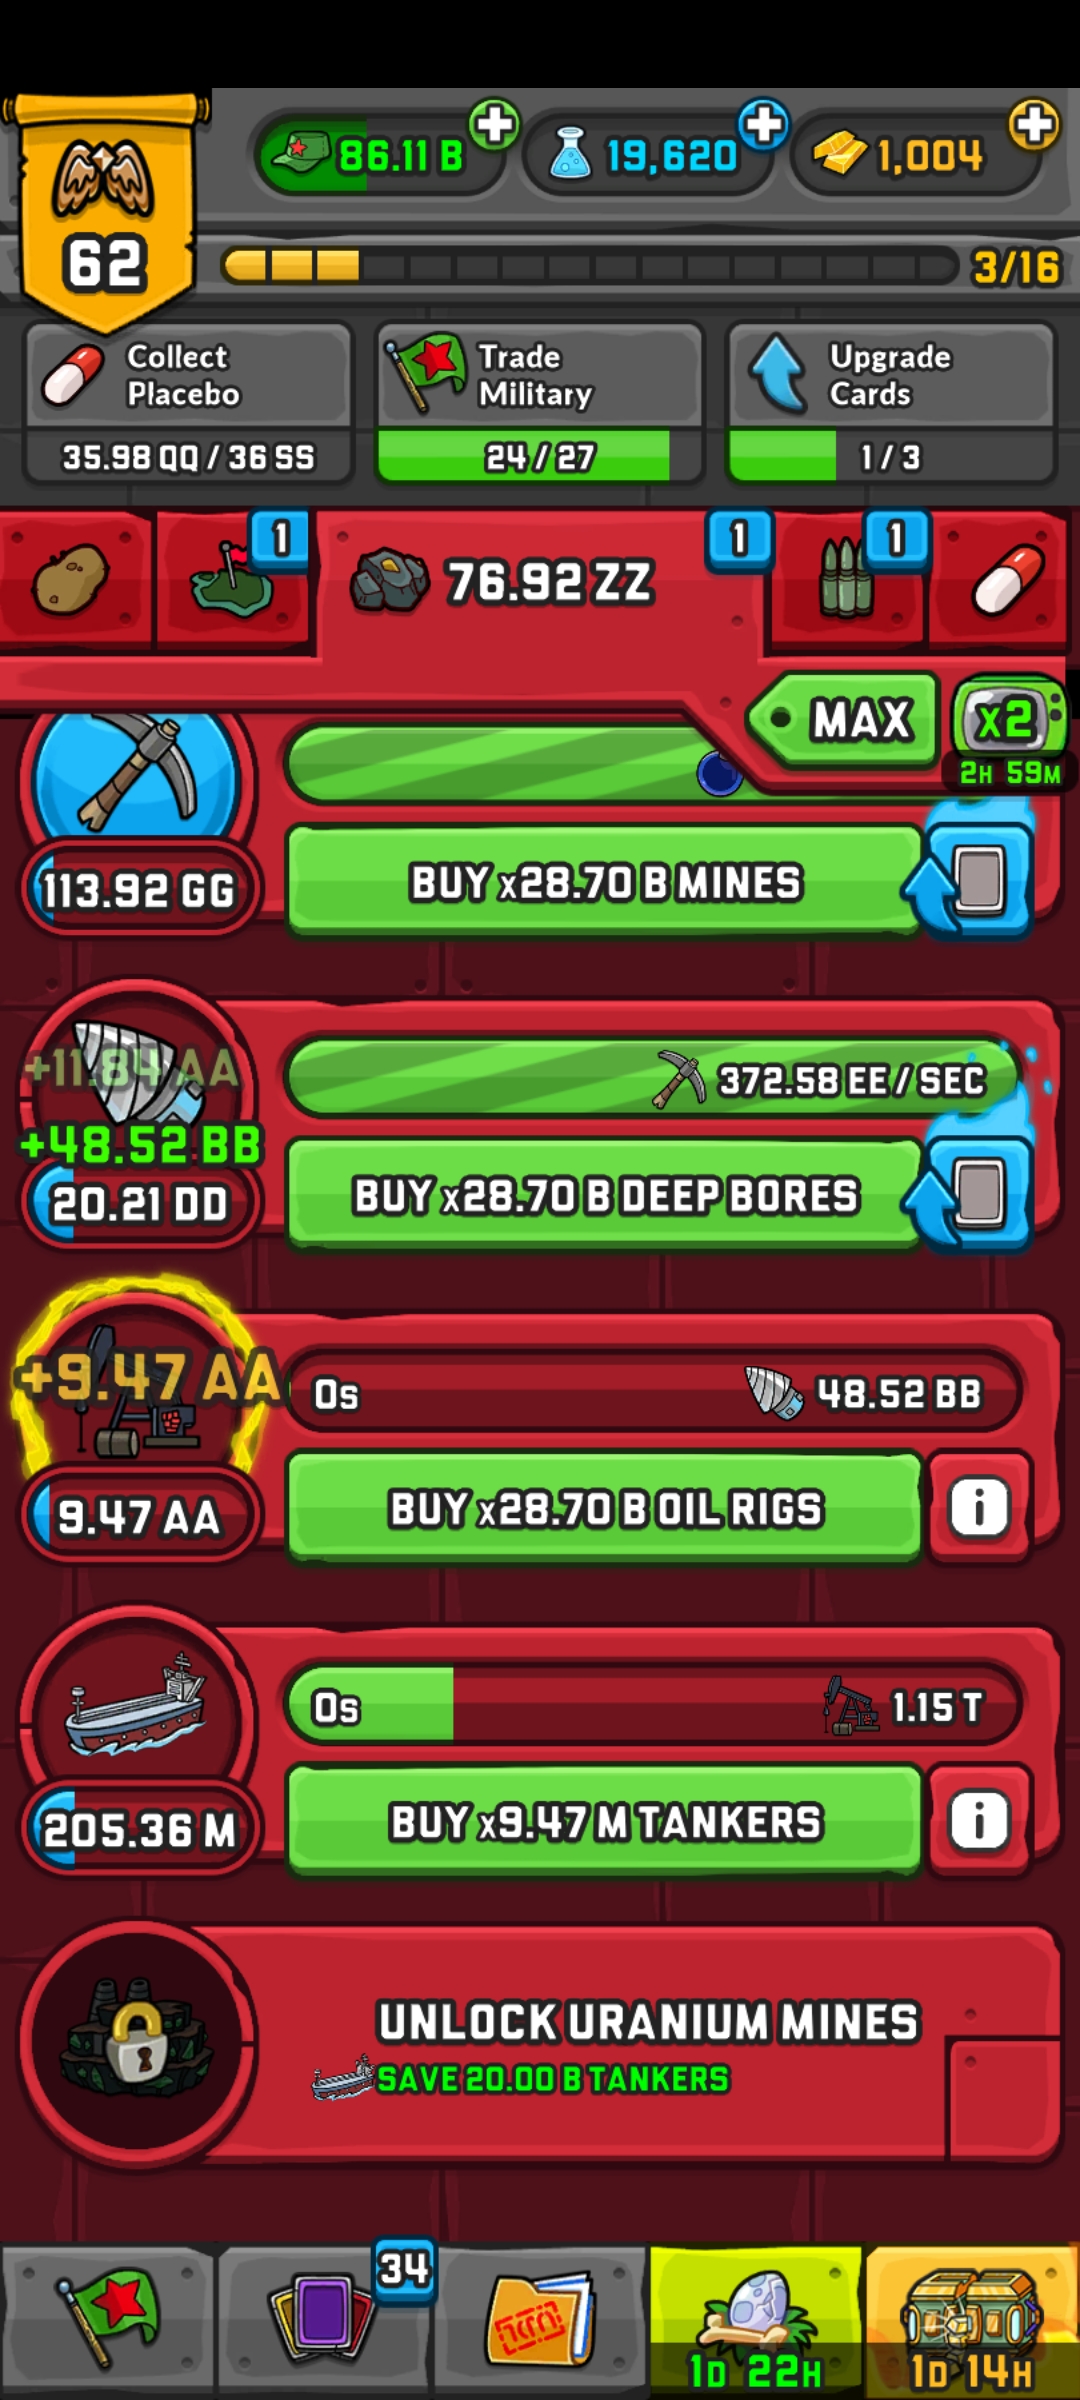 62
86.11 B
19,620
1,004
3/16
Collect
Placebo
35.98 QQ / 36 SS
Trade
Military
24 / 27
Upgrade
Cards
1 / 3
1
76.92 ZZ
1
1
MAX
x2
2H 59M
113.92 GG
BUY x28.70 B MINES
+11.84 AA
+48.52 BB
20.21 DD
372.58 EE / SEC
BUY x28.70 B DEEP BORES
+9.47 AA
9.47 AA
0s
48.52 BB
BUY x28.70 B OIL RIGS
i
205.36 M
0s
1.15 T
BUY x9.47 M TANKERS
i
UNLOCK URANIUM MINES
SAVE 20.00 B TANKERS
34
1D 22H
1D 14H